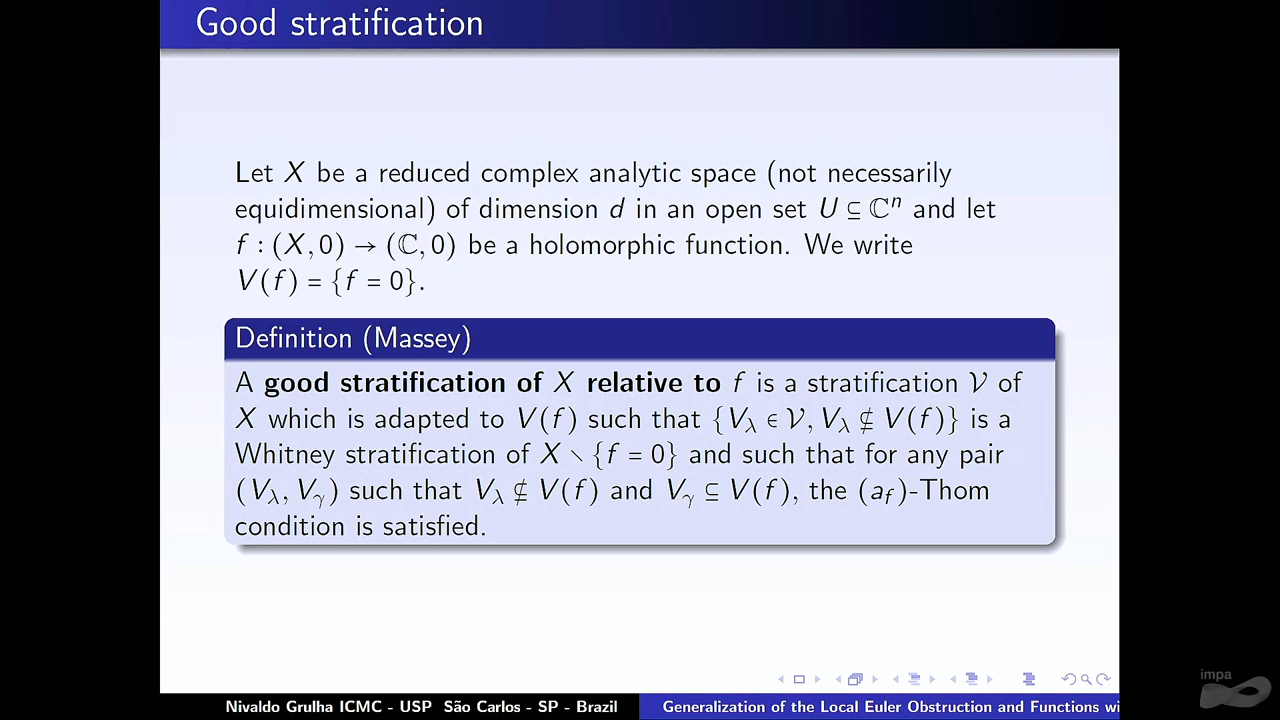 Good stratification
Let X be a reduced complex analytic space (not necessarily
equidimensional) of dimension d in an open set U ⊆ ℂⁿ and let
f : (X, 0) → (ℂ, 0) be a holomorphic function. We write
V(f) = {f = 0}.
Definition (Massey)
A good stratification of X relative to f is a stratification 𝒱 of
X which is adapted to V(f) such that {V_λ ∈ 𝒱, V_λ ⊈ V(f)} is a
Whitney stratification of X ∖ {f = 0} and such that for any pair
(V_λ, V_γ) such that V_λ ⊈ V(f) and V_γ ⊆ V(f), the (a_f)-Thom
condition is satisfied.
impa
Nivaldo Grulha ICMC - USP São Carlos - SP - Brazil
Generalization of the Local Euler Obstruction and Functions wi